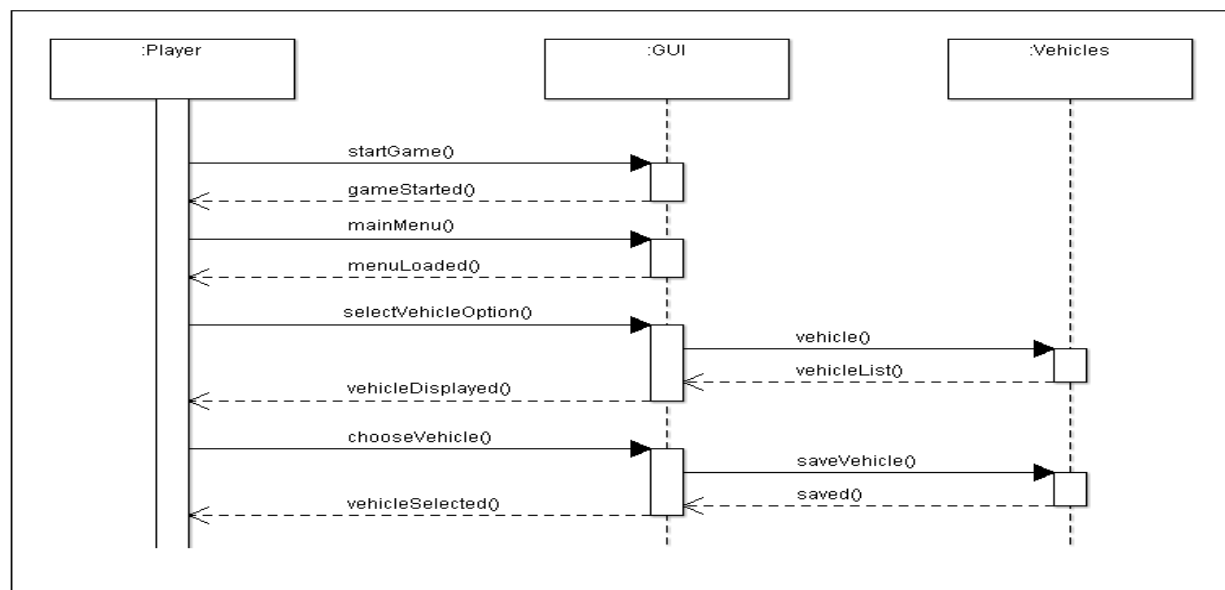 :Player
:GUI
:Vehicles
startGame()
gameStarted()
mainMenu()
menuLoaded()
selectVehicleOption()
vehicle()
vehicleList()
vehicleDisplayed()
chooseVehicle()
saveVehicle()
saved()
vehicleSelected()